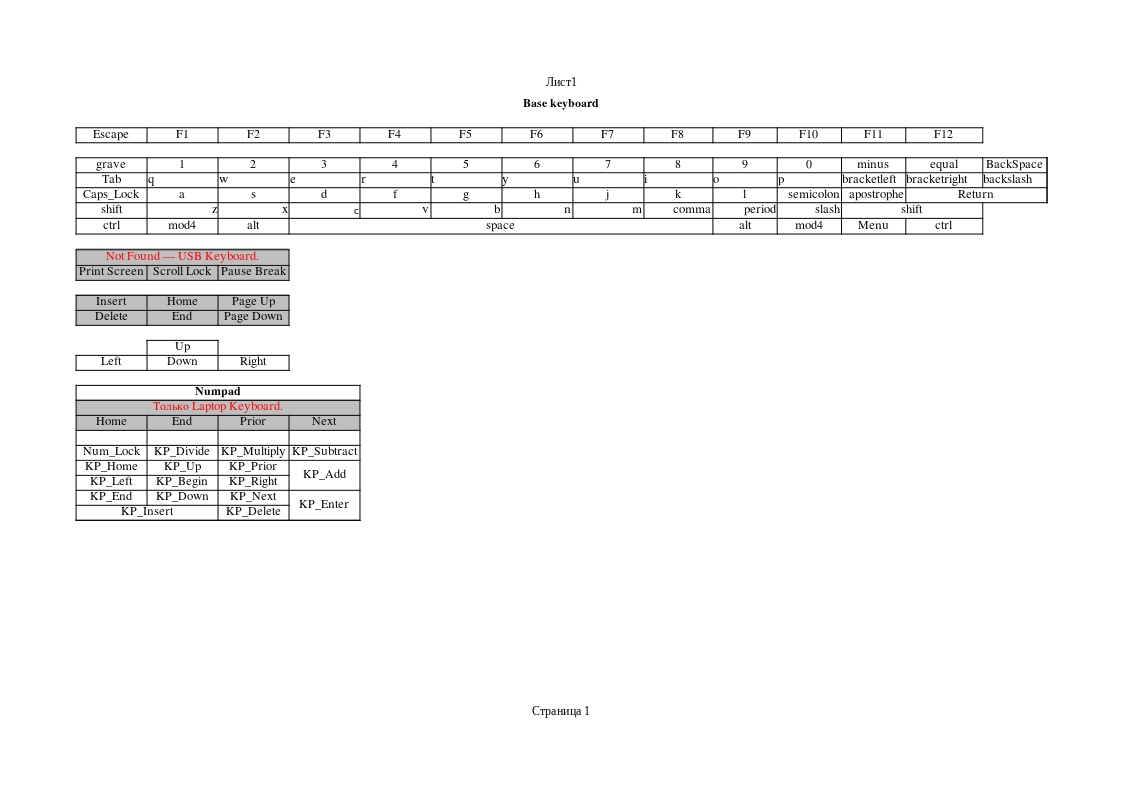 Лист1
Base keyboard
Escape F1 F2 F3 F4 F5 F6 F7 F8 F9 F10 F11 F12
grave 1 2 3 4 5 6 7 8 9 0 minus equal BackSpace
Tab q w e r t y u i o p bracketleft bracketright backslash
Caps_Lock a s d f g h j k l semicolon apostrophe Return
shift z x c v b n m comma period slash shift
ctrl mod4 alt space alt mod4 Menu ctrl
Not Found — USB Keyboard.
Print Screen Scroll Lock Pause Break
Insert Home Page Up
Delete End Page Down
Up
Left Down Right
Numpad
Только Laptop Keyboard.
Home End Prior Next
Num_Lock KP_Divide KP_Multiply KP_Subtract
KP_Home KP_Up KP_Prior
KP_Add
KP_Left KP_Begin KP_Right
KP_End KP_Down KP_Next
KP_Enter
KP_Insert KP_Delete
Страница 1